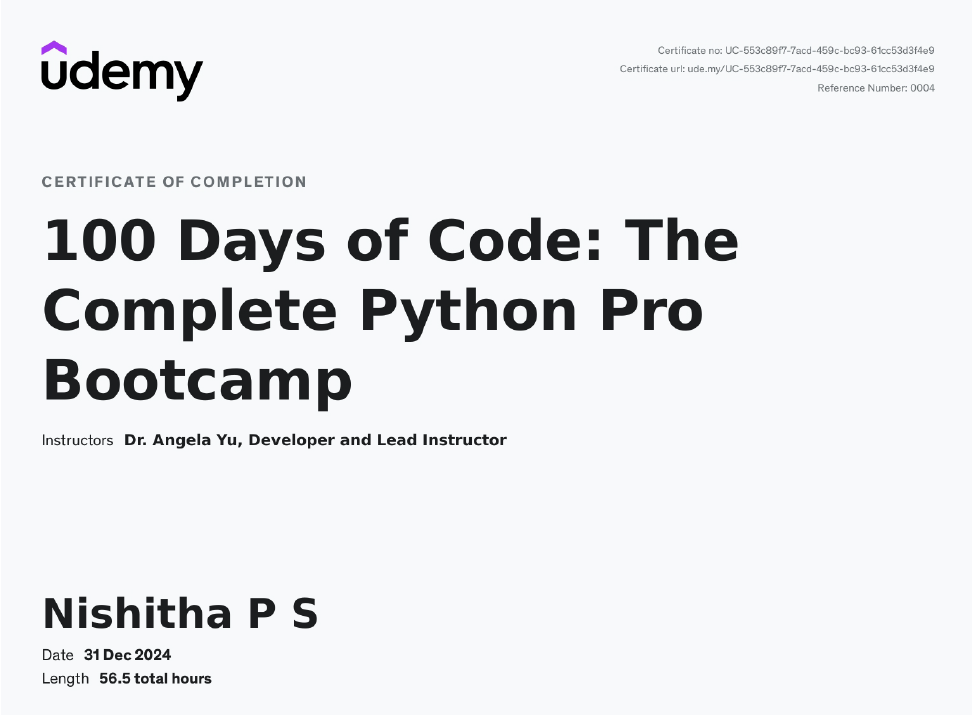 udemy
Certificate no: UC-553c89f7-7acd-459c-bc93-61cc53d3f4e9
Certificate url: ude.my/UC-553c89f7-7acd-459c-bc93-61cc53d3f4e9
Reference Number: 0004
CERTIFICATE OF COMPLETION
100 Days of Code: The
Complete Python Pro
Bootcamp
Instructors Dr. Angela Yu, Developer and Lead Instructor
Nishitha P S
Date 31 Dec 2024
Length 56.5 total hours